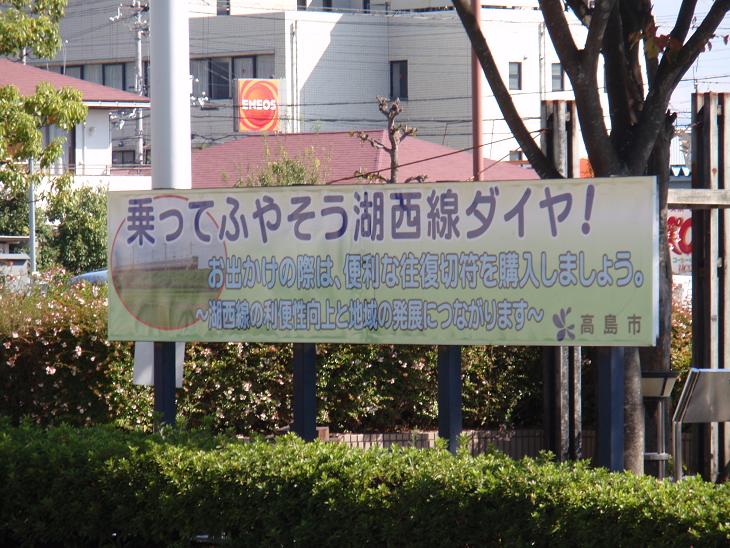 ENEOS
乗ってふやそう湖西線ダイヤ!
お出かけの際は、便利な往復切符を購入しましょう。
~湖西線の利便性向上と地域の発展につながります~
高島市